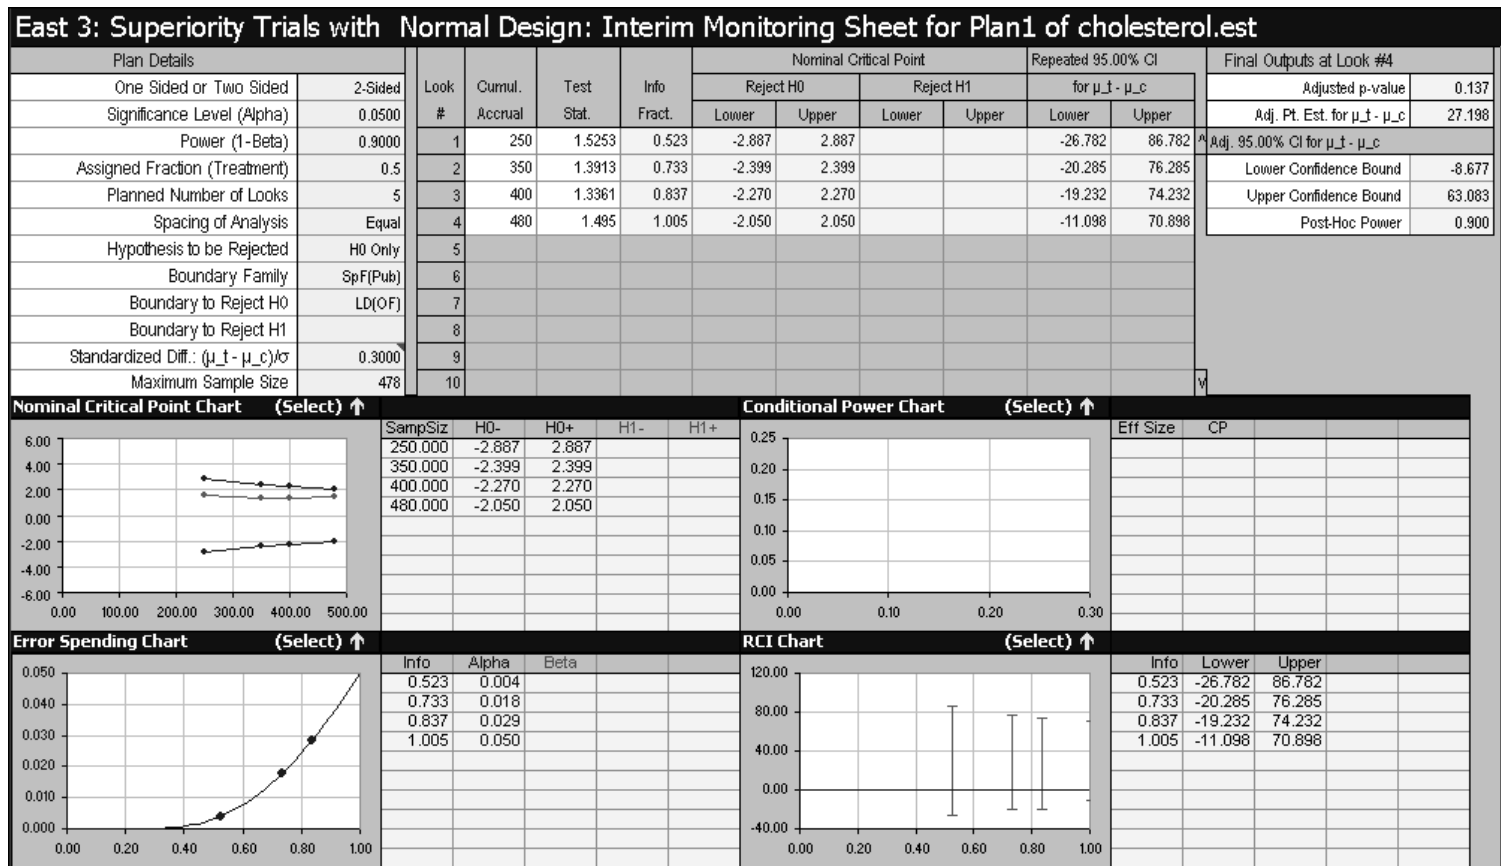 East 3: Superiority Trials with Normal Design: Interim Monitoring Sheet for Plan1 of cholesterol.est
Plan Details
One Sided or Two Sided 2-Sided
Significance Level (Alpha) 0.0500
Power (1-Beta) 0.9000
Assigned Fraction (Treatment) 0.5
Planned Number of Looks 5
Spacing of Analysis Equal
Hypothesis to be Rejected H0 Only
Boundary Family SpF(Pub)
Boundary to Reject H0 LD(OF)
Boundary to Reject H1
Standardized Diff.: (μ_t - μ_c)/σ 0.3000
Maximum Sample Size 478
Nominal Critical Point Repeated 95.00% CI
Look Cumul. Test Info Reject H0 Reject H1 for μ_t - μ_c
# Accrual Stat. Fract. Lower Upper Lower Upper Lower Upper
1 250 1.5253 0.523 -2.887 2.887 -26.782 86.782 ^
2 350 1.3913 0.733 -2.399 2.399 -20.285 76.285
3 400 1.3361 0.837 -2.270 2.270 -19.232 74.232
4 480 1.495 1.005 -2.050 2.050 -11.098 70.898
5
6
7
8
9
10 v
Final Outputs at Look #4
Adjusted p-value 0.137
Adj. Pt. Est. for μ_t - μ_c 27.198
Adj. 95.00% CI for μ_t - μ_c
Lower Confidence Bound -8.677
Upper Confidence Bound 63.083
Post-Hoc Power 0.900
Nominal Critical Point Chart (Select) ↑
6.00
4.00
2.00
0.00
-2.00
-4.00
-6.00
0.00 100.00 200.00 300.00 400.00 500.00
SampSiz H0- H0+ H1- H1+
250.000 -2.887 2.887
350.000 -2.399 2.399
400.000 -2.270 2.270
480.000 -2.050 2.050
Conditional Power Chart (Select) ↑
0.25
0.20
0.15
0.10
0.05
0.00
0.00 0.10 0.20 0.30
Eff Size CP
Error Spending Chart (Select) ↑
0.050
0.040
0.030
0.020
0.010
0.000
0.00 0.20 0.40 0.60 0.80 1.00
Info Alpha Beta
0.523 0.004
0.733 0.018
0.837 0.029
1.005 0.050
RCI Chart (Select) ↑
120.00
80.00
40.00
0.00
-40.00
0.00 0.20 0.40 0.60 0.80 1.00
Info Lower Upper
0.523 -26.782 86.782
0.733 -20.285 76.285
0.837 -19.232 74.232
1.005 -11.098 70.898